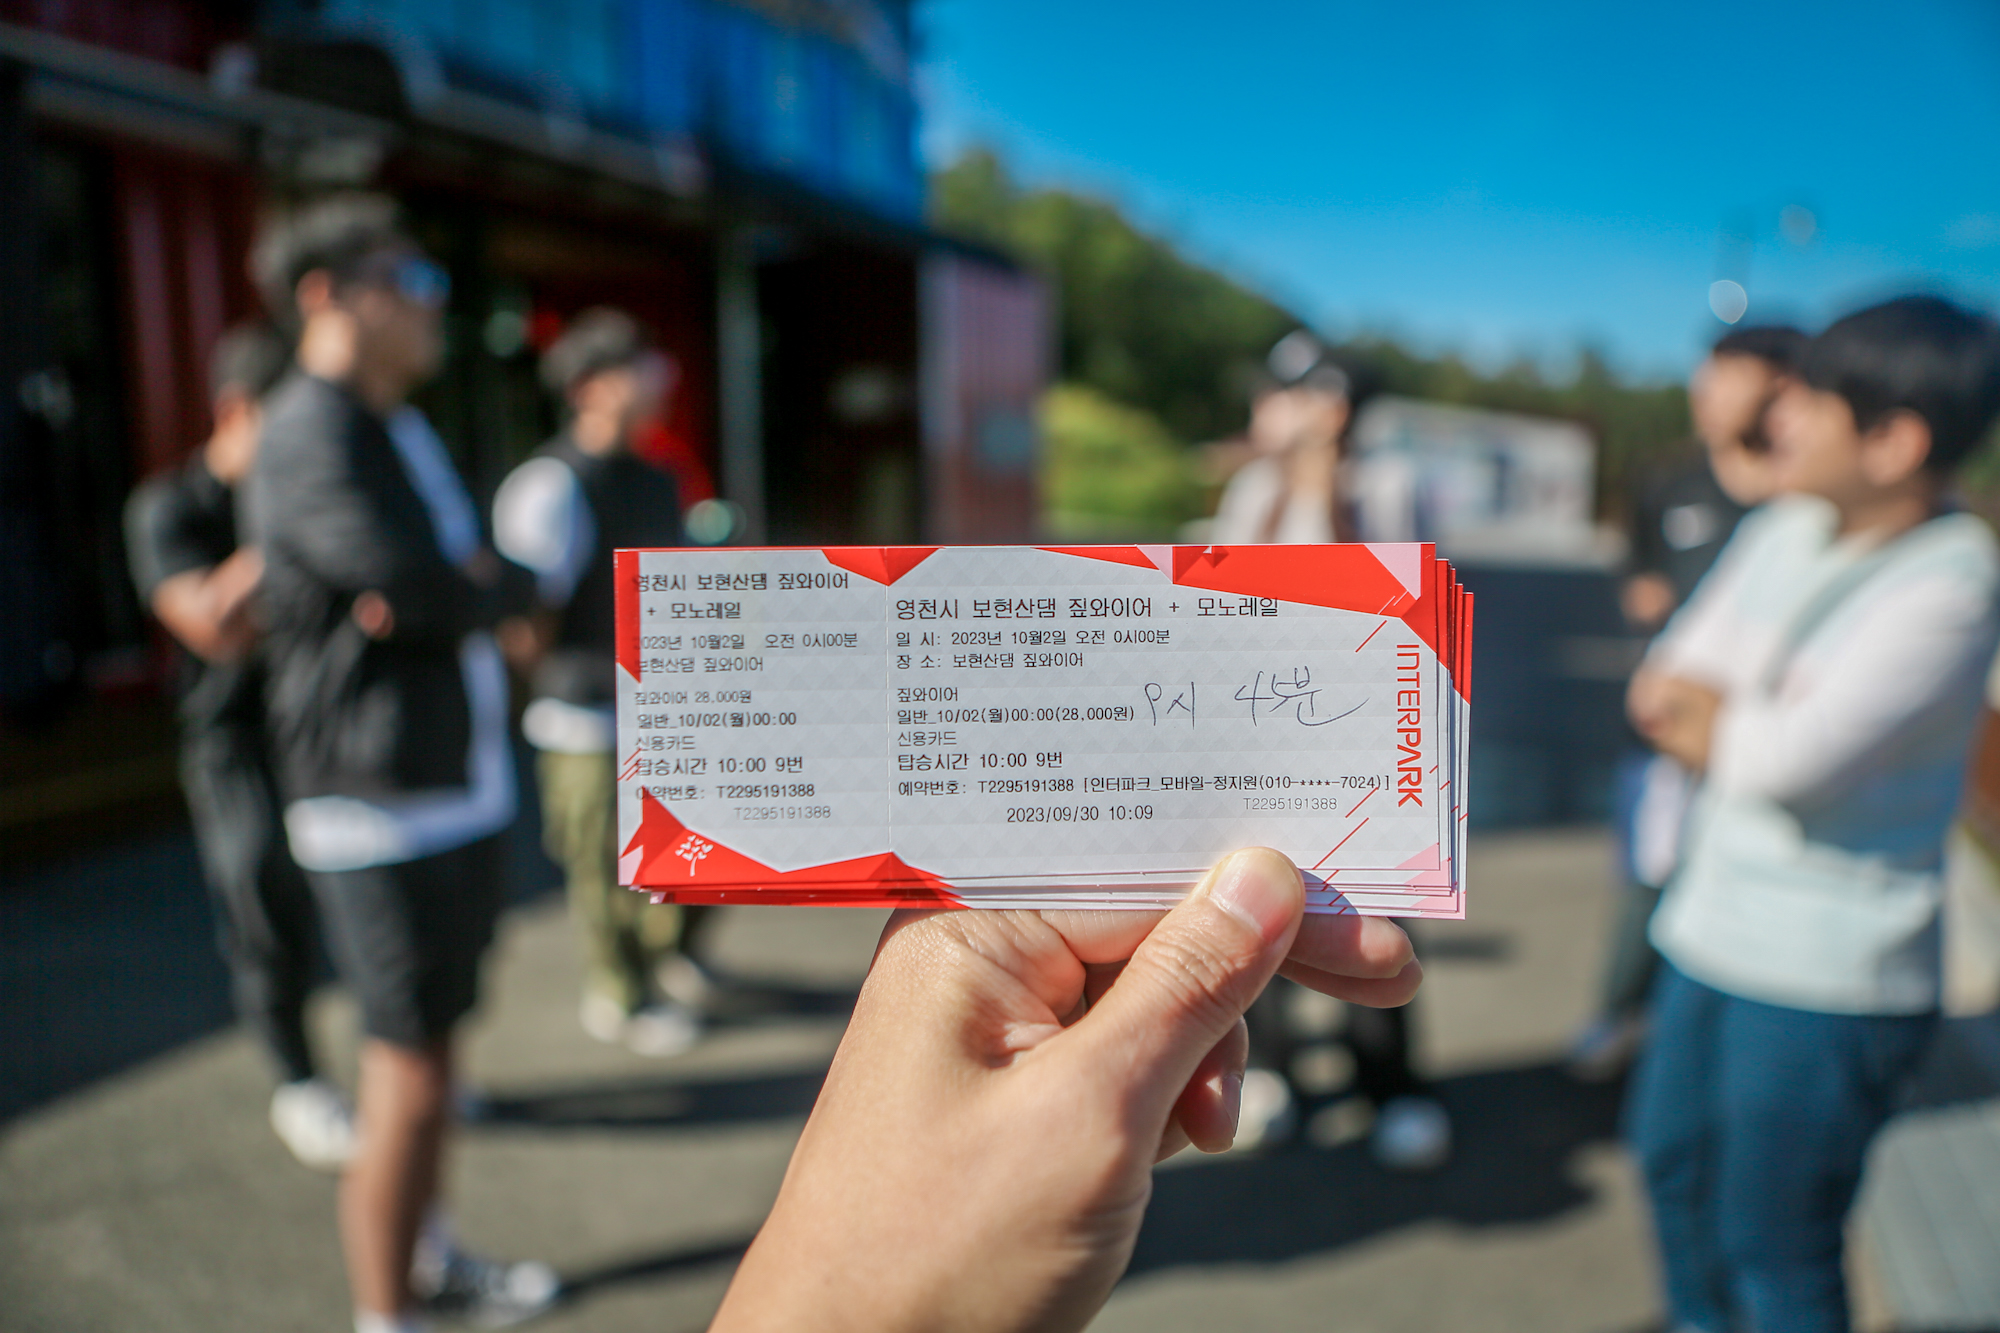 영천시 보현산댐 짚와이어
+ 모노레일
2023년 10월2일 오전 0시00분
보현산댐 짚와이어
짚와이어 28,000원
일반_10/02(월)00:00
신용카드
탑승시간 10:00 9번
예약번호: T2295191388
T2295191388
영천시 보현산댐 짚와이어 + 모노레일
일 시: 2023년 10월2일 오전 0시00분
장 소: 보현산댐 짚와이어
짚와이어
일반_10/02(월)00:00(28,000원)
9시 45분
신용카드
탑승시간 10:00 9번
예약번호: T2295191388 [인터파크_모바일-정지원(010-****-7024)]
T2295191388
2023/09/30 10:09
INTERPARK